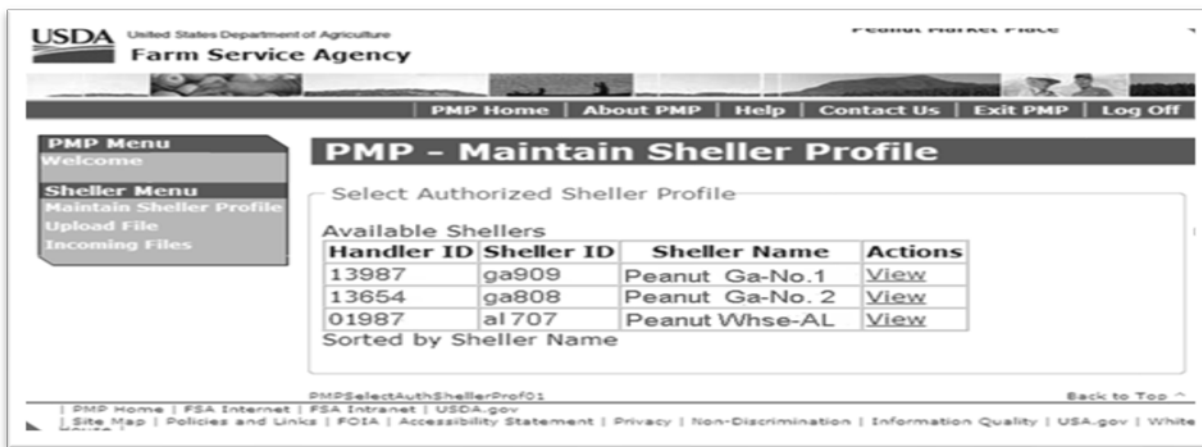 USDA United States Department of Agriculture
Farm Service Agency
Peanut Market Place
PMP Home | About PMP | Help | Contact Us | Exit PMP | Log Off
PMP Menu
Welcome
Sheller Menu
Maintain Sheller Profile
Upload File
Incoming Files
PMP - Maintain Sheller Profile
Select Authorized Sheller Profile
Available Shellers
Handler ID Sheller ID Sheller Name Actions
13987 ga909 Peanut Ga-No.1 View
13654 ga808 Peanut Ga-No. 2 View
01987 al707 Peanut Whse-AL View
Sorted by Sheller Name
PMPSelectAuthShellerProf01 Back to Top ^
| PMP Home | FSA Internet | FSA Intranet | USDA.gov
| Site Map | Policies and Links | FOIA | Accessibility Statement | Privacy | Non-Discrimination | Information Quality | USA.gov | White
House |